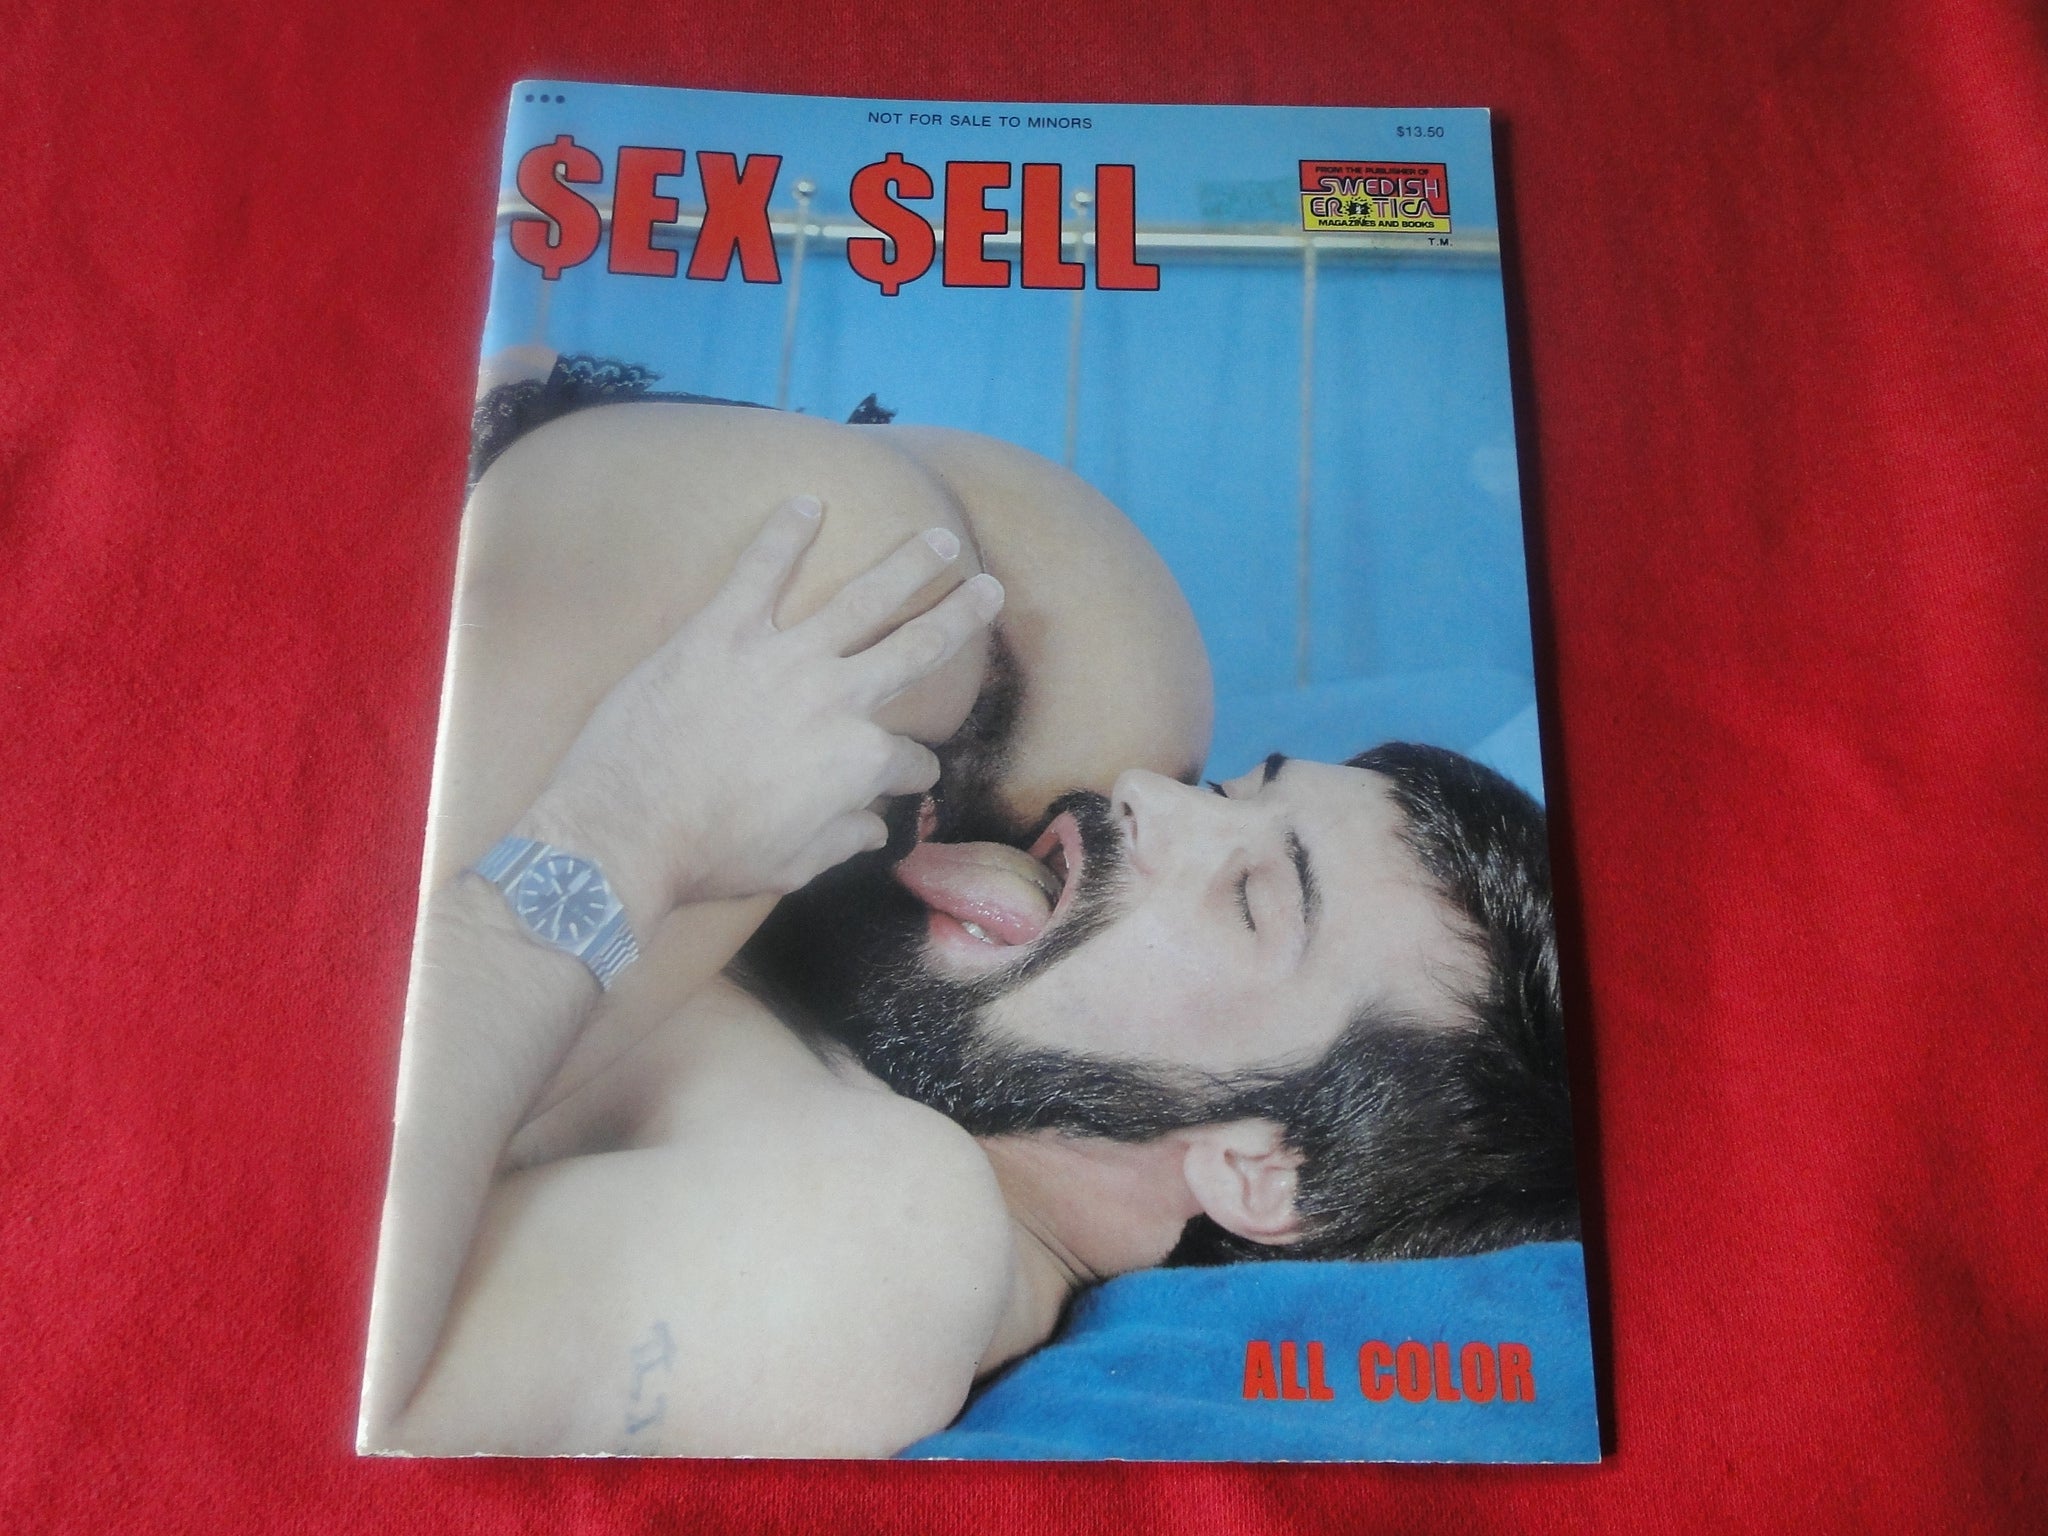 NOT FOR SALE TO MINORS
$13.50
$EX $ELL
FROM THE PUBLISHER OF
SWEDISH
EROTICA
MAGAZINES AND BOOKS
T.M.
ALL COLOR